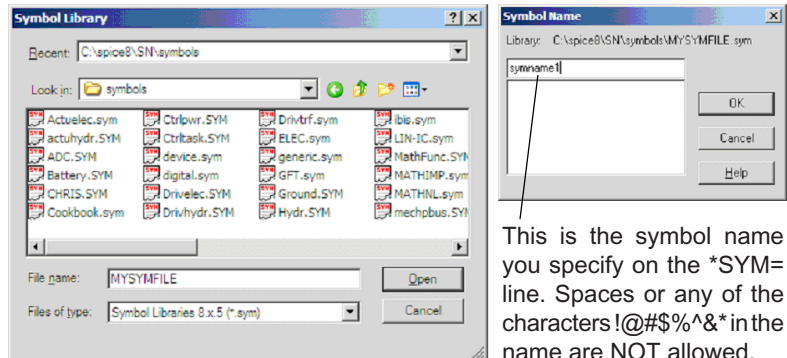 Symbol Library
Recent: C:\spice8\SN\symbols
Look in: symbols
Actuelec.sym Ctrlpwr.SYM Drivtrf.sym ibis.sym
actuhydr.SYM Ctrltask.SYM ELEC.sym LIN-IC.sym
ADC.SYM device.sym generic.sym MathFunc.SYM
Battery.SYM digital.sym GFT.sym MATHIMP.sym
CHRIS.SYM Drivelec.SYM Ground.SYM MATHNL.sym
Cookbook.sym Drivhydr.SYM Hydr.SYM mechpbus.SYM
File name: MYSYMFILE Open
Files of type: Symbol Libraries 8.x.5 (*.sym) Cancel
Symbol Name
Library: C:\spice8\SN\symbols\MYSYMFILE.sym
symname1
OK
Cancel
Help
This is the symbol name
you specify on the *SYM=
line. Spaces or any of the
characters !@#$%^&* in the
name are NOT allowed.